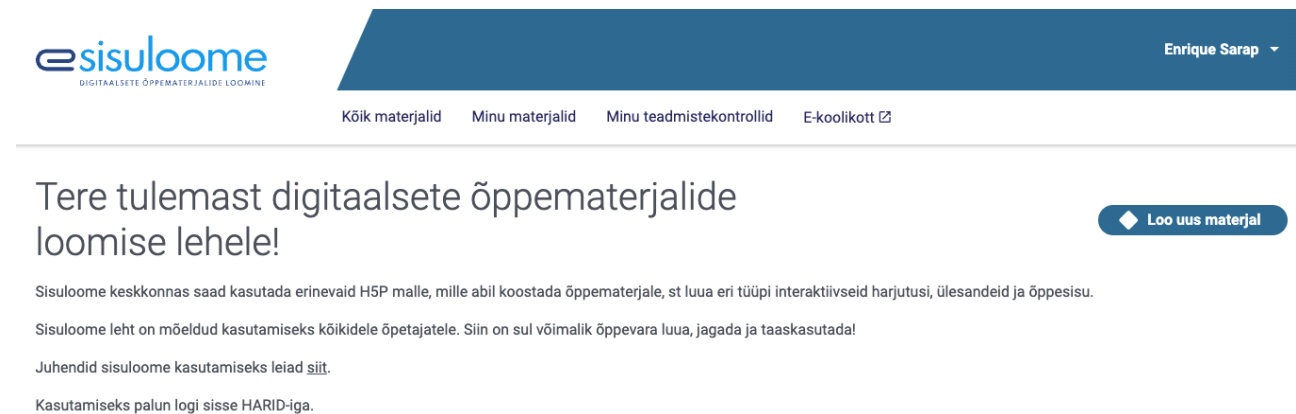 esisuloome
DIGITAALSETE ÕPPEMATERJALIDE LOOMINE
Enrique Sarap
Kõik materjalid Minu materjalid Minu teadmistekontrollid E-koolikott
Tere tulemast digitaalsete õppematerjalide
loomise lehele!
Loo uus materjal
Sisuloome keskkonnas saad kasutada erinevaid H5P malle, mille abil koostada õppematerjale, st luua eri tüüpi interaktiivseid harjutusi, ülesandeid ja õppesisu.
Sisuloome leht on mõeldud kasutamiseks kõikidele õpetajatele. Siin on sul võimalik õppevara luua, jagada ja taaskasutada!
Juhendid sisuloome kasutamiseks leiad siit.
Kasutamiseks palun logi sisse HARID-iga.